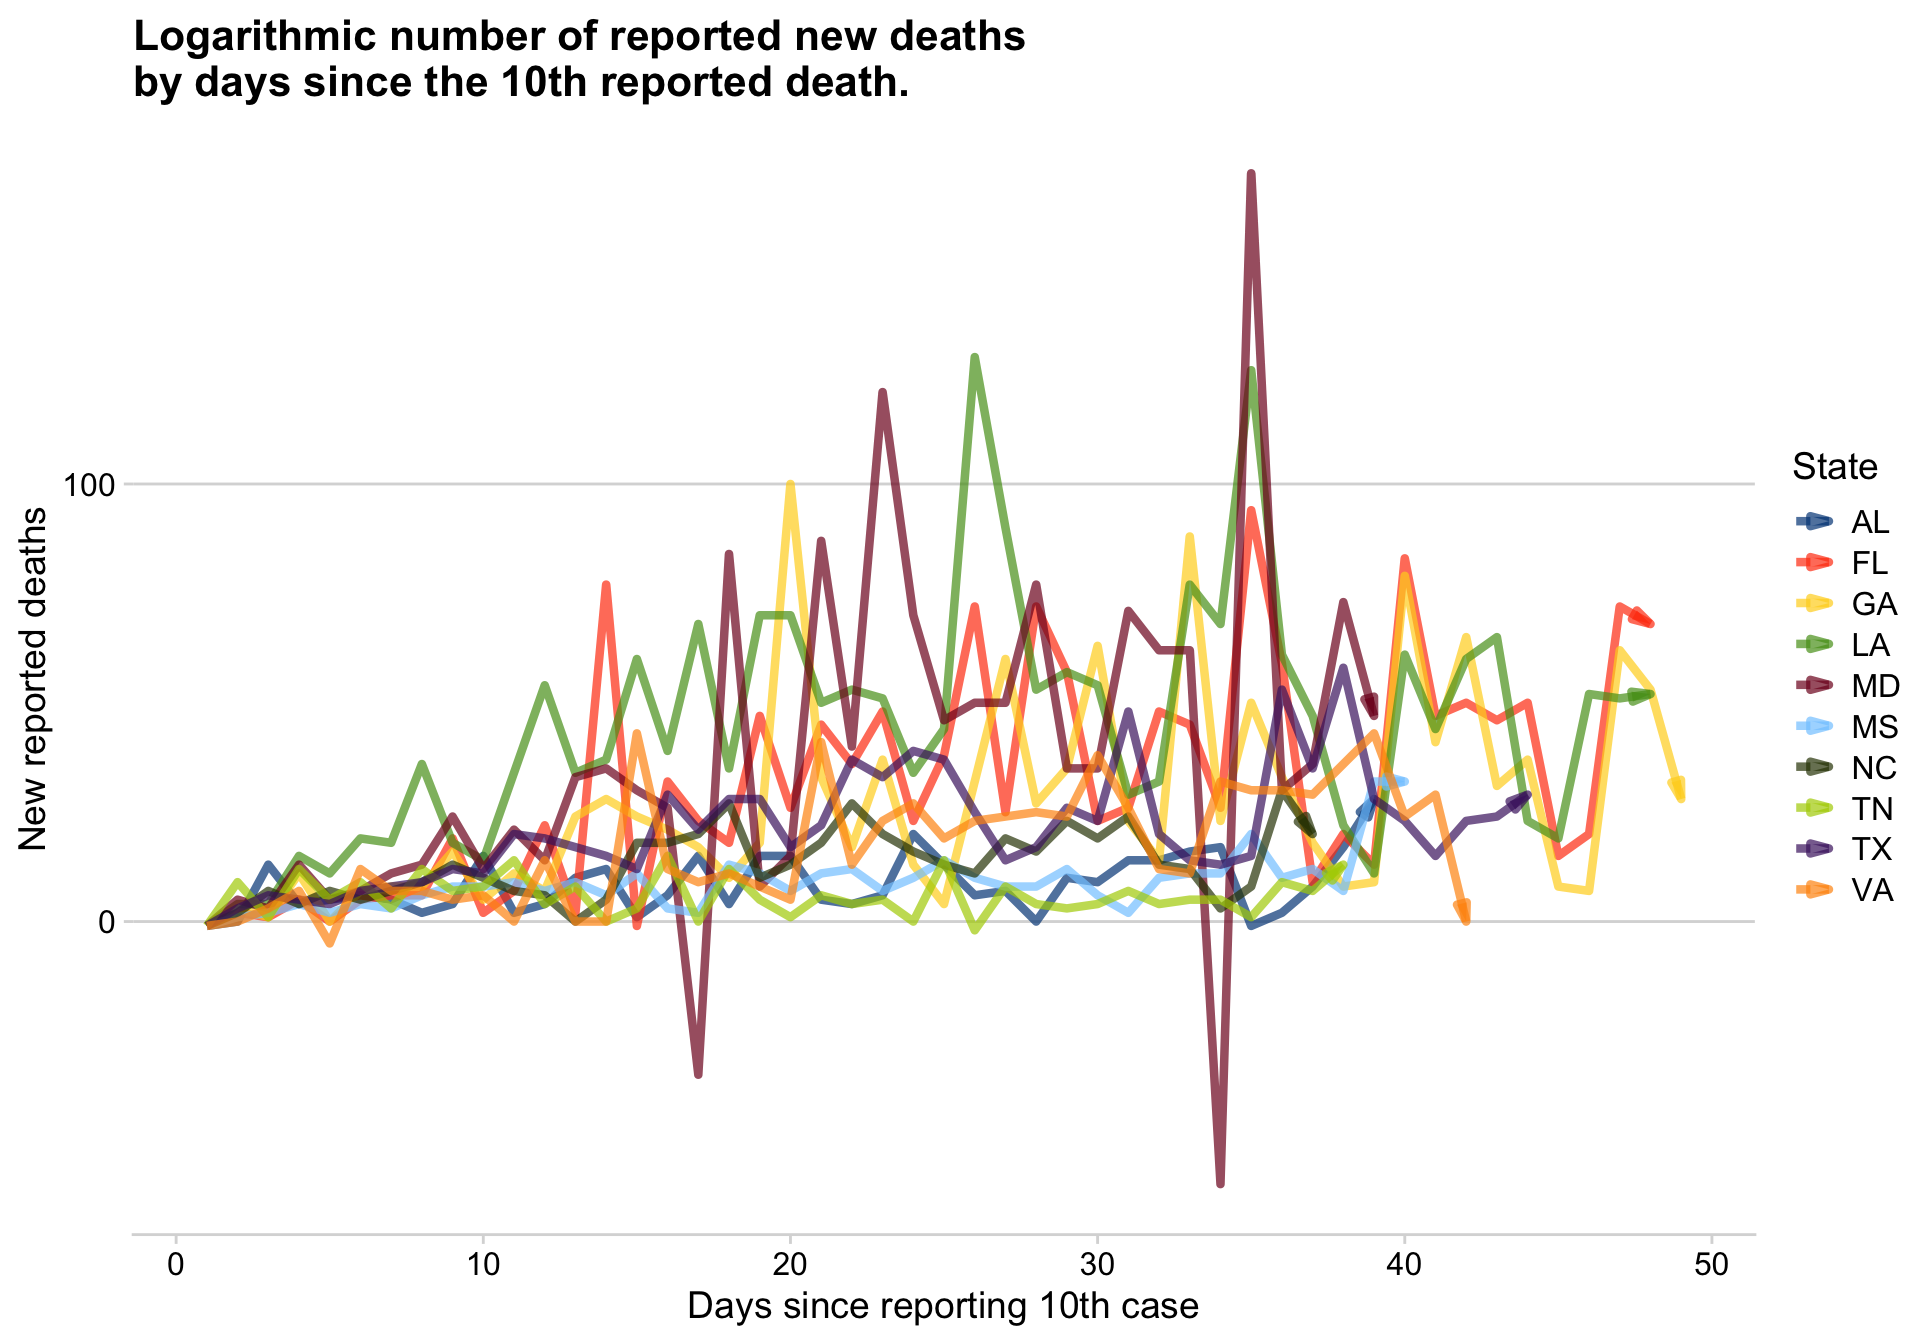 Logarithmic number of reported new deaths
by days since the 10th reported death.
New reported deaths
100
0
0
10
20
30
40
50
Days since reporting 10th case
State
AL
FL
GA
LA
MD
MS
NC
TN
TX
VA